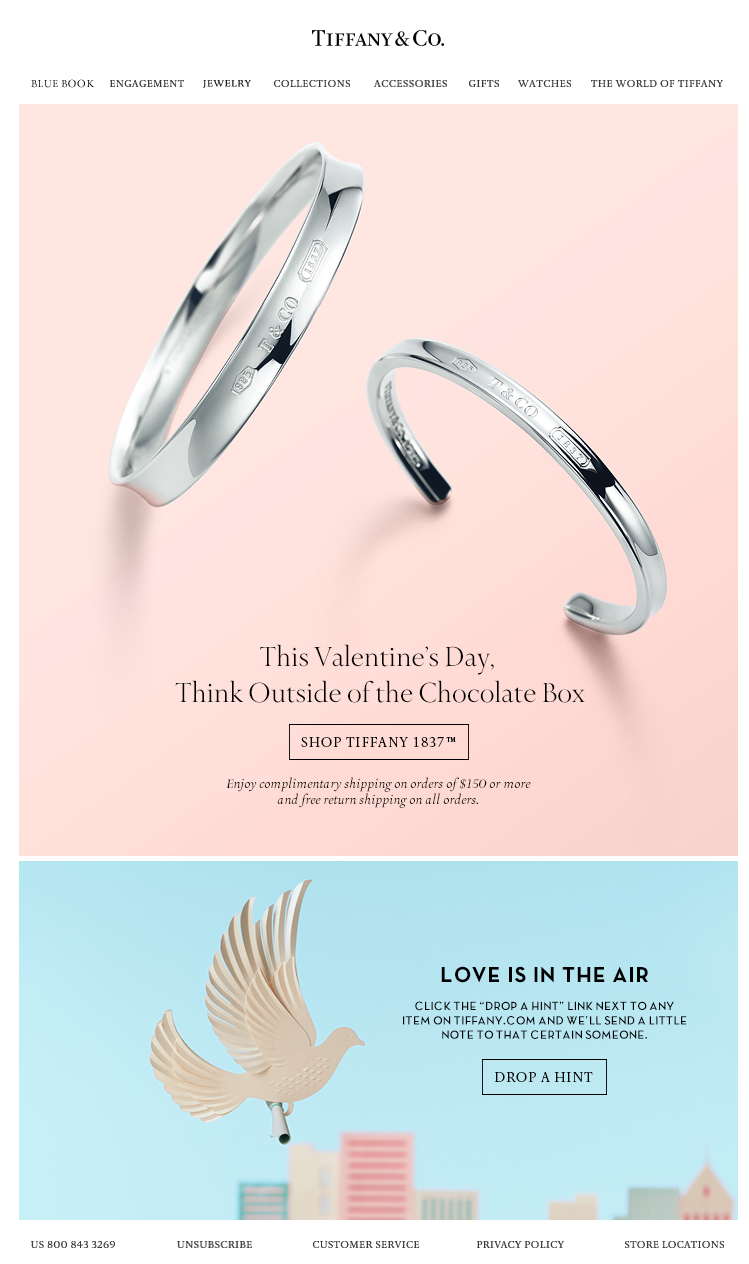 TIFFANY & CO.
BLUE BOOK ENGAGEMENT JEWELRY COLLECTIONS ACCESSORIES GIFTS WATCHES THE WORLD OF TIFFANY
1837
T & CO
925
925
T & CO
1837
This Valentine's Day,
Think Outside of the Chocolate Box
SHOP TIFFANY 1837™
Enjoy complimentary shipping on orders of $150 or more
and free return shipping on all orders.
LOVE IS IN THE AIR
CLICK THE “DROP A HINT” LINK NEXT TO ANY
ITEM ON TIFFANY.COM AND WE'LL SEND A LITTLE
NOTE TO THAT CERTAIN SOMEONE.
DROP A HINT
US 800 843 3269 UNSUBSCRIBE CUSTOMER SERVICE PRIVACY POLICY STORE LOCATIONS